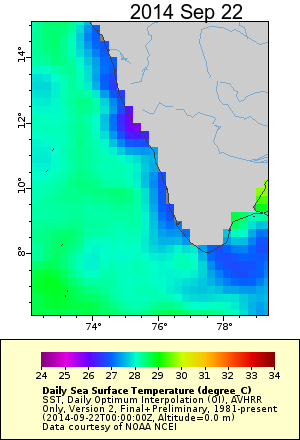 2014 Sep 22
14°
12°
10°
8°
74°
76°
78°
24 25 26 27 28 29 30 31 32 33 34
Daily Sea Surface Temperature (degree_C)
SST, Daily Optimum Interpolation (OI), AVHRR
Only, Version 2, Final+Preliminary, 1981-present
(2014-09-22T00:00:00Z, Altitude=0.0 m)
Data courtesy of NOAA NCEI